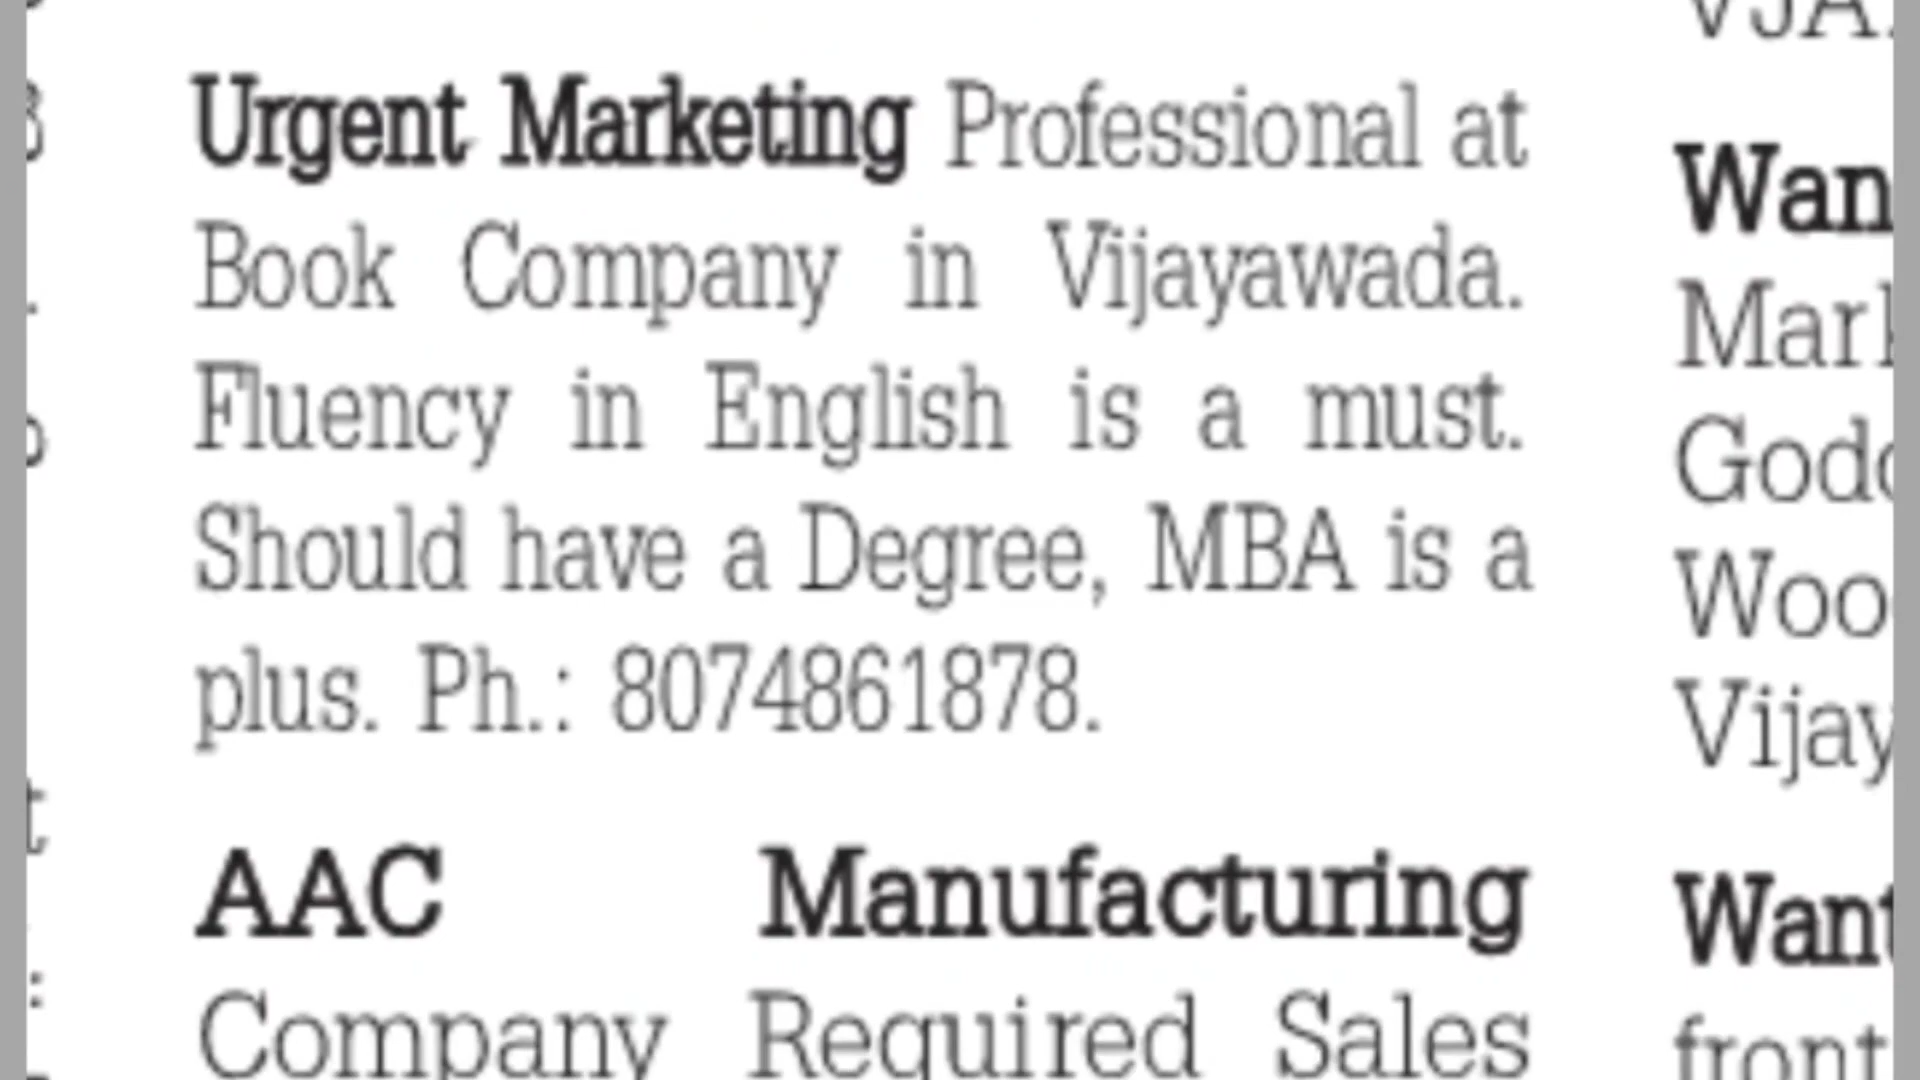 Urgent Marketing Professional at
Book Company in Vijayawada.
Fluency in English is a must.
Should have a Degree, MBA is a
plus. Ph.: 8074861878.
AAC Manufacturing
Company Required Sales